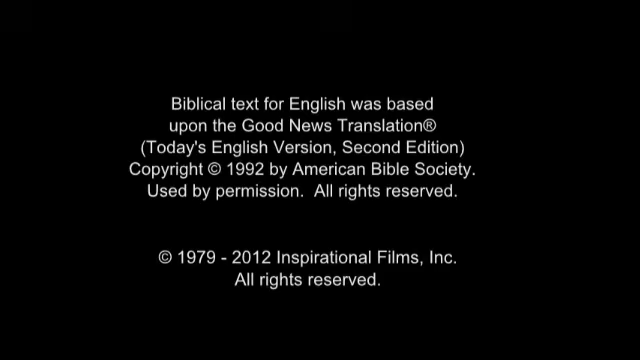 Biblical text for English was based
upon the Good News Translation®
(Today's English Version, Second Edition)
Copyright © 1992 by American Bible Society.
Used by permission.  All rights reserved.
© 1979 - 2012 Inspirational Films, Inc.
All rights reserved.